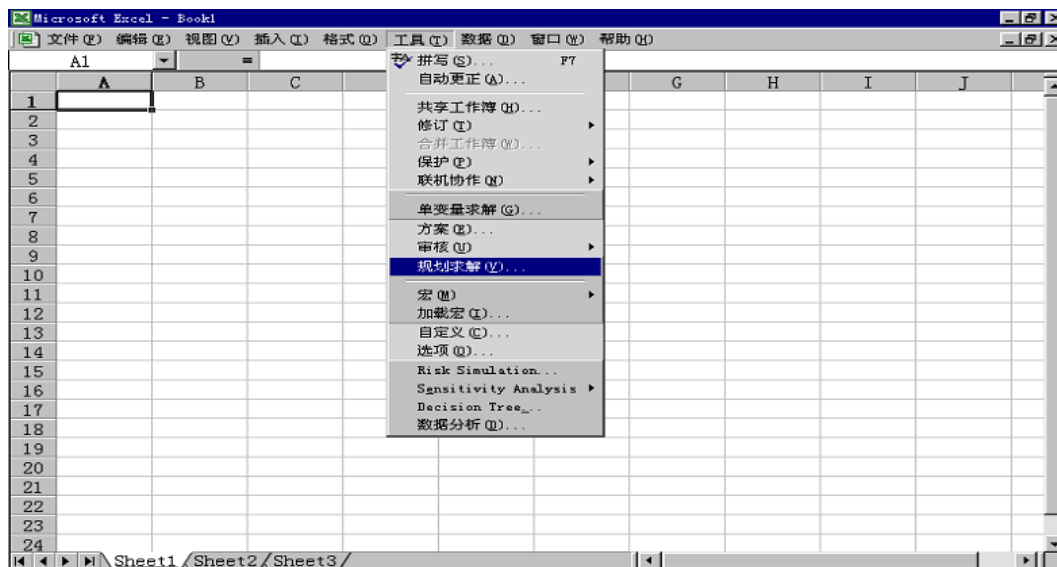 Microsoft Excel - Book1
文件(F) 编辑(E) 视图(V) 插入(I) 格式(O) 工具(T) 数据(D) 窗口(W) 帮助(H)
A1 =
拼写(S)... F7
自动更正(A)...
共享工作簿(H)...
修订(T)
合并工作簿(W)...
保护(P)
联机协作(N)
单变量求解(G)...
方案(E)...
审核(U)
规划求解(V)...
宏(M)
加载宏(I)...
自定义(C)...
选项(O)...
Risk Simulation...
Sensitivity Analysis
Decision Tree...
数据分析(D)...
A B C G H I J
1
2
3
4
5
6
7
8
9
10
11
12
13
14
15
16
17
18
19
20
21
22
23
24
Sheet1 Sheet2 Sheet3